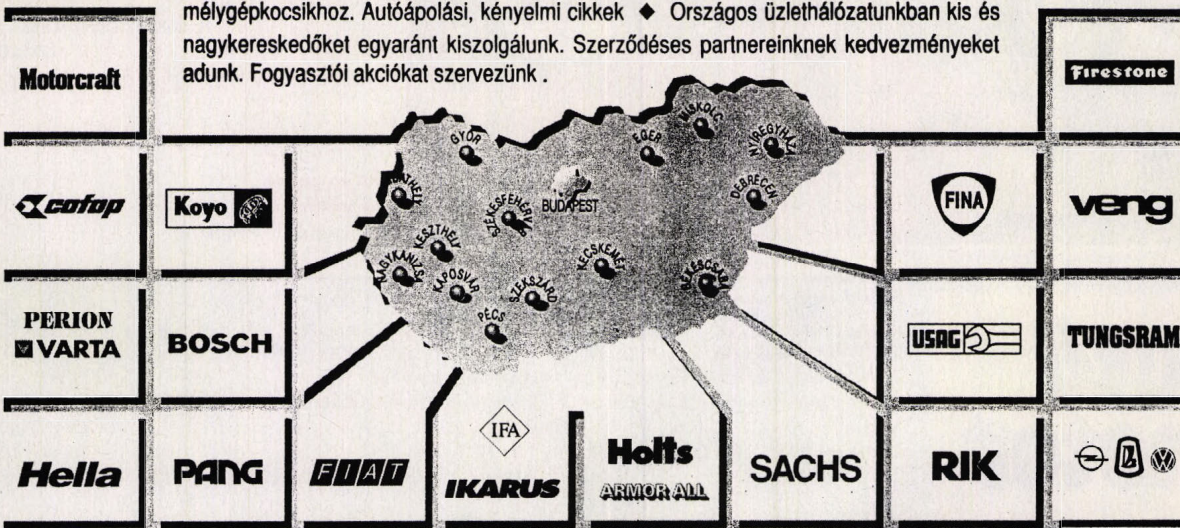 mélygépkocsikhoz. Autóápolási, kényelmi cikkek ◆ Országos üzlethálózatunkban kis és
nagykereskedőket egyaránt kiszolgálunk. Szerződéses partnereinknek kedvezményeket
adunk. Fogyasztói akciókat szervezünk .
Motorcraft
Firestone
GYŐR
EGER
MISKOLC
NYÍREGYHÁZA
cofap
Koyo
BUDAPEST
SZÉKESFEHÉRV
DEBRECEN
FINA
veng
KESZTHELY
NAGYKANIZSA
KAPOSVÁR
SZEKSZÁRD
KECSKEMÉT
BÉKÉSCSABA
PÉCS
PERION
VARTA
BOSCH
USAG
TUNGSRAM
Hella
PANG
FIAT
IFA
IKARUS
Holts
ARMOR ALL
SACHS
RIK